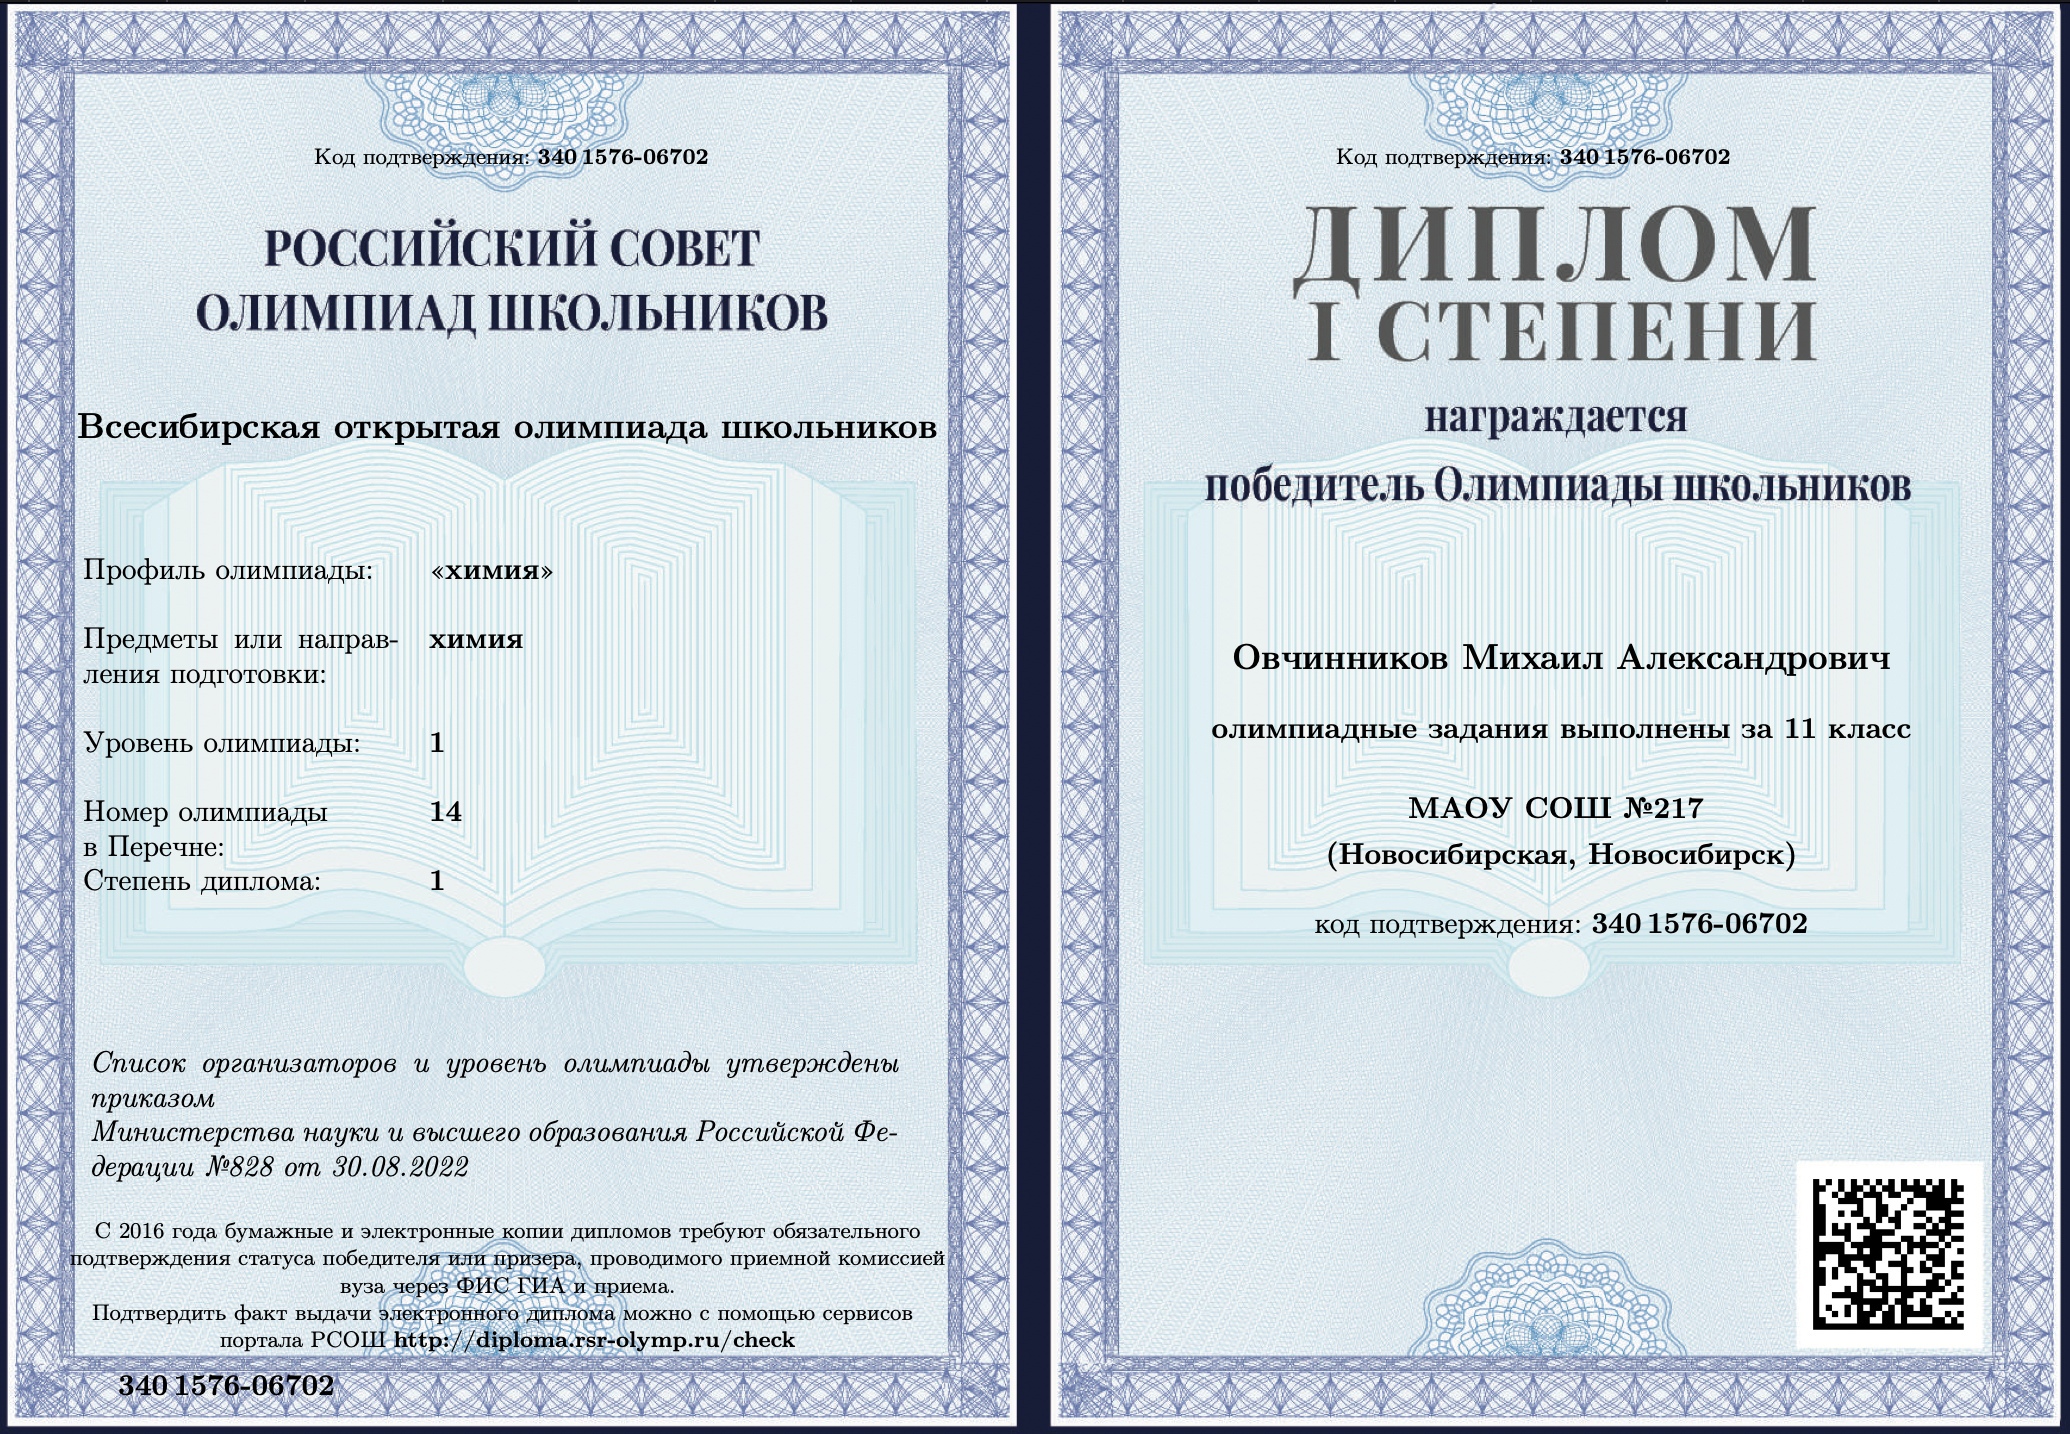 Код подтверждения: 340 1576-06702
РОССИЙСКИЙ СОВЕТ
ОЛИМПИАД ШКОЛЬНИКОВ
Всесибирская открытая олимпиада школьников
Профиль олимпиады: «химия»
Предметы или направ- химия
ления подготовки:
Уровень олимпиады: 1
Номер олимпиады 14
в Перечне:
Степень диплома: 1
Список организаторов и уровень олимпиады утверждены
приказом
Министерства науки и высшего образования Российской Фе-
дерации №828 от 30.08.2022
С 2016 года бумажные и электронные копии дипломов требуют обязательного
подтверждения статуса победителя или призера, проводимого приемной комиссией
вуза через ФИС ГИА и приема.
Подтвердить факт выдачи электронного диплома можно с помощью сервисов
портала РСОШ http://diploma.rsr-olymp.ru/check
340 1576-06702
Код подтверждения: 340 1576-06702
ДИПЛОМ
I СТЕПЕНИ
награждается
победитель Олимпиады школьников
Овчинников Михаил Александрович
олимпиадные задания выполнены за 11 класс
МАОУ СОШ №217
(Новосибирская, Новосибирск)
код подтверждения: 340 1576-06702